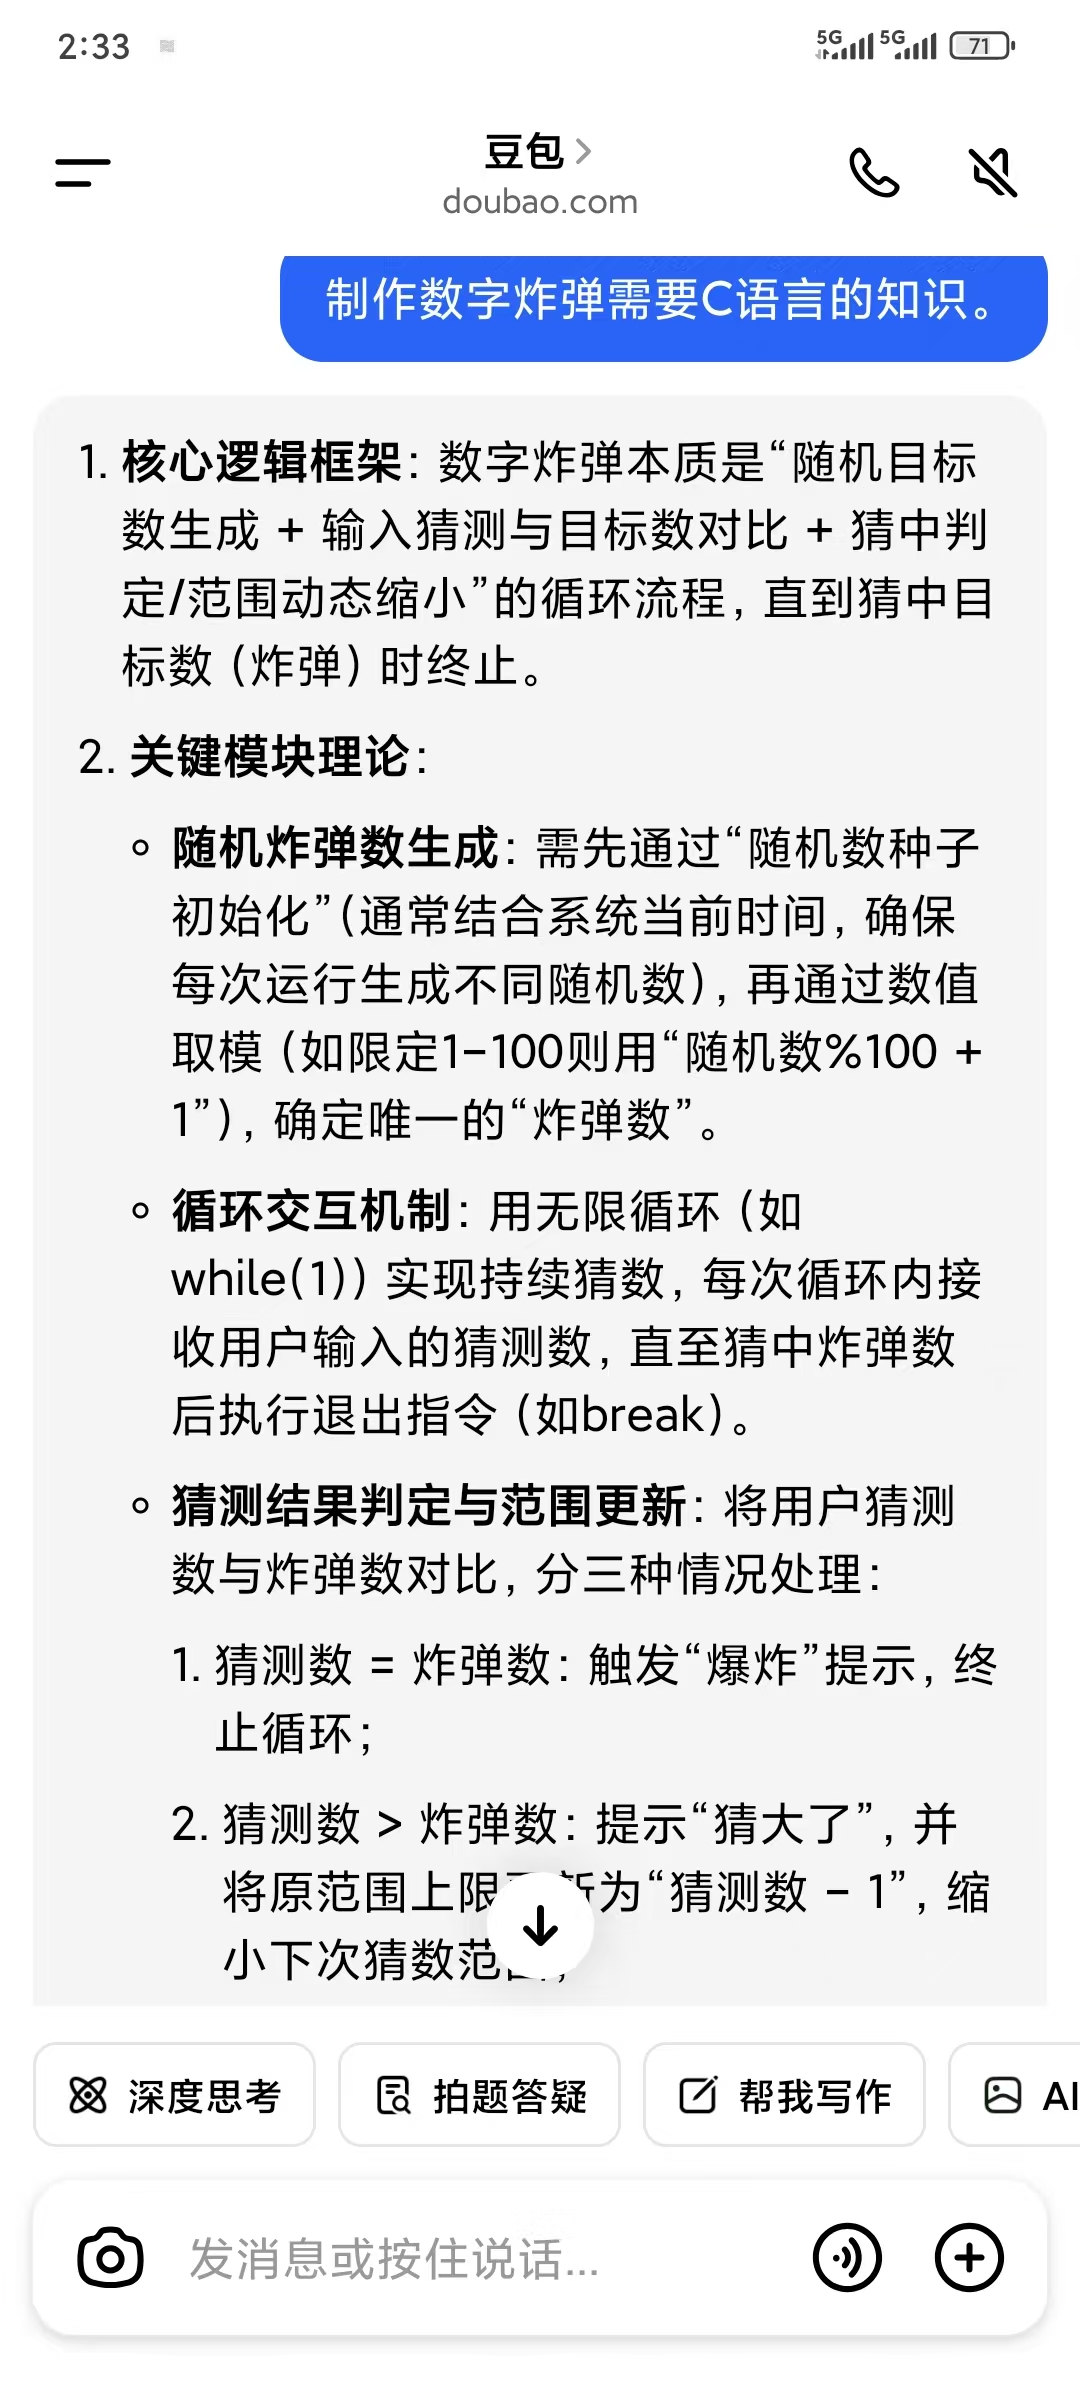 2:33
5G 5G 71
豆包
doubao.com
制作数字炸弹需要C语言的知识。
1. 核心逻辑框架：数字炸弹本质是“随机目标
数生成 + 输入猜测与目标数对比 + 猜中判
定/范围动态缩小”的循环流程，直到猜中目
标数（炸弹）时终止。
2. 关键模块理论：
随机炸弹数生成：需先通过“随机数种子
初始化”（通常结合系统当前时间，确保
每次运行生成不同随机数），再通过数值
取模（如限定1-100则用“随机数%100 +
1”），确定唯一的“炸弹数”。
循环交互机制：用无限循环（如
while(1)）实现持续猜数，每次循环内接
收用户输入的猜测数，直至猜中炸弹数
后执行退出指令（如break）。
猜测结果判定与范围更新：将用户猜测
数与炸弹数对比，分三种情况处理：
1. 猜测数 = 炸弹数：触发“爆炸”提示，终
止循环；
2. 猜测数 > 炸弹数：提示“猜大了”，并
将原范围上限 新为“猜测数 - 1”，缩
小下次猜数范
深度思考
拍题答疑
帮我写作
AI
发消息或按住说话...